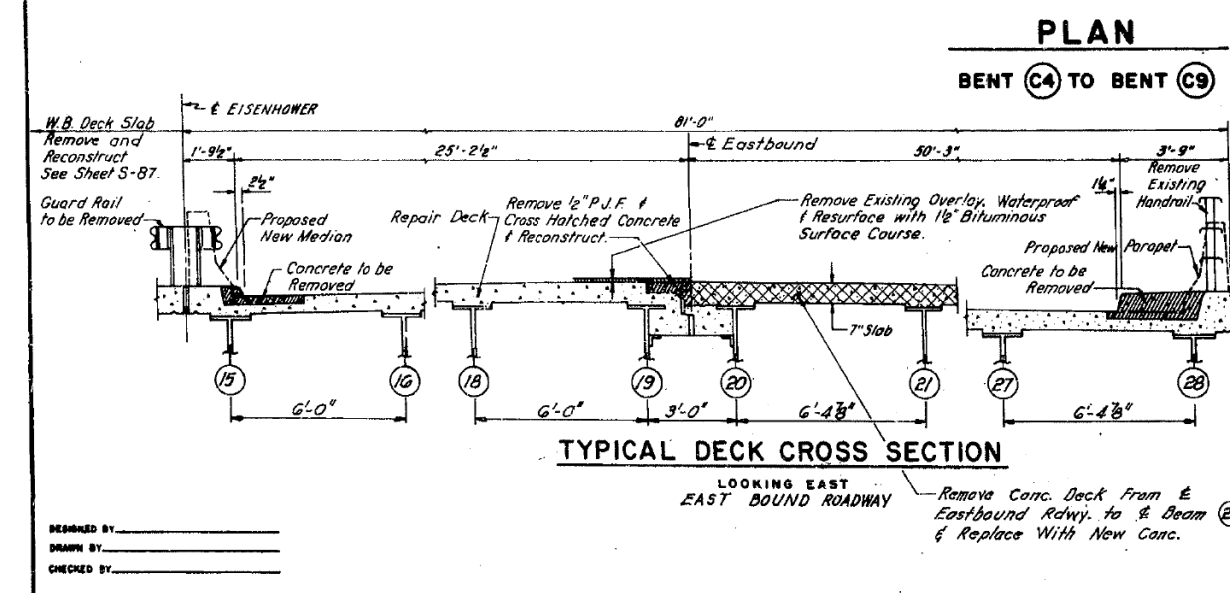 PLAN
BENT C4 TO BENT C9
℄ EISENHOWER
81'-0"
W.B. Deck Slab
Remove and
Reconstruct
See Sheet S-87.
1'-9½"
25'-2½"
℄ Eastbound
50'-3"
3'-9"
2½"
1¼"
Remove
Existing
Handrail
Guard Rail
to be Removed
Proposed
New Median
Repair Deck
Remove ½" P.J.F. &
Cross Hatched Concrete
& Reconstruct.
Remove Existing Overlay, Waterproof
& Resurface with 1½" Bituminous
Surface Course.
Proposed New Parapet
Concrete to be
Removed
Concrete to be
Removed
7" Slab
15 16 18 19 20 21 27 28
6'-0" 6'-0" 3'-0" 6'-4⅞" 6'-4⅞"
TYPICAL DECK CROSS SECTION
LOOKING EAST
EAST BOUND ROADWAY
Remove Conc. Deck From ℄
Eastbound Rdwy. to ℄ Beam
& Replace With New Conc.
DESIGNED BY
DRAWN BY
CHECKED BY